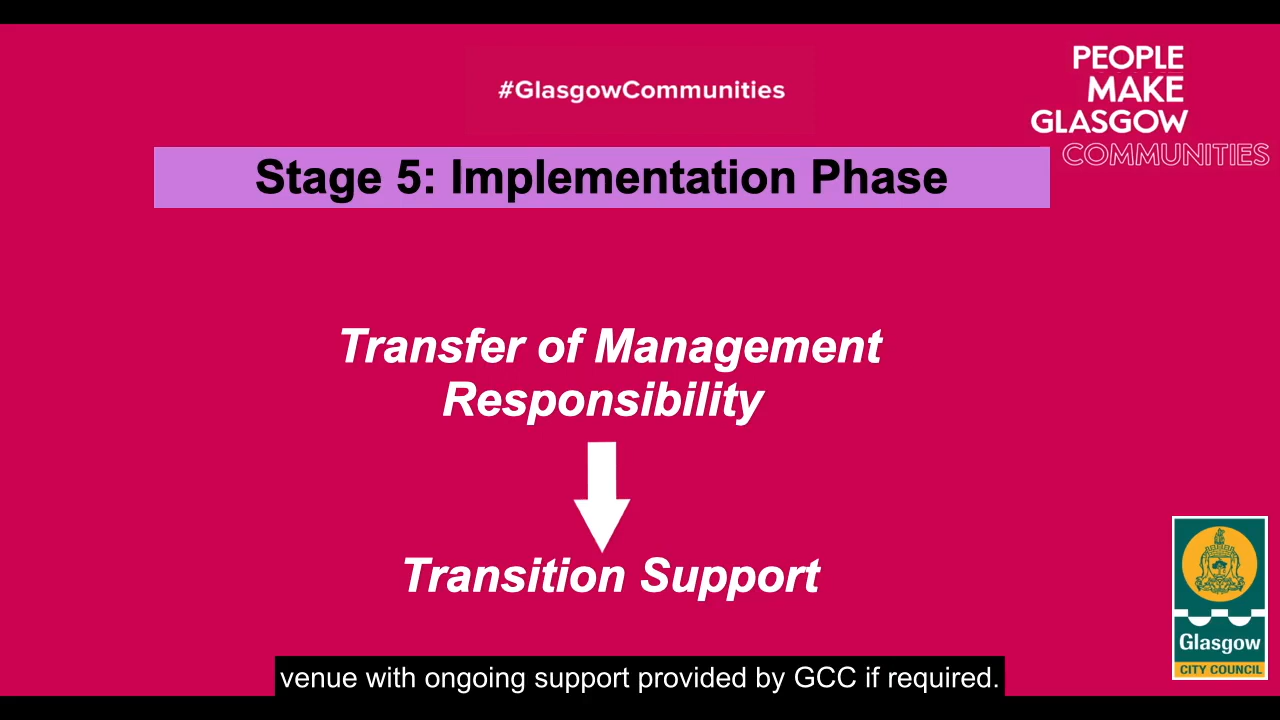 #GlasgowCommunities
PEOPLE
MAKE
GLASGOW
COMMUNITIES
Stage 5: Implementation Phase
Transfer of Management
Responsibility
Transition Support
Glasgow
CITY COUNCIL
venue with ongoing support provided by GCC if required.